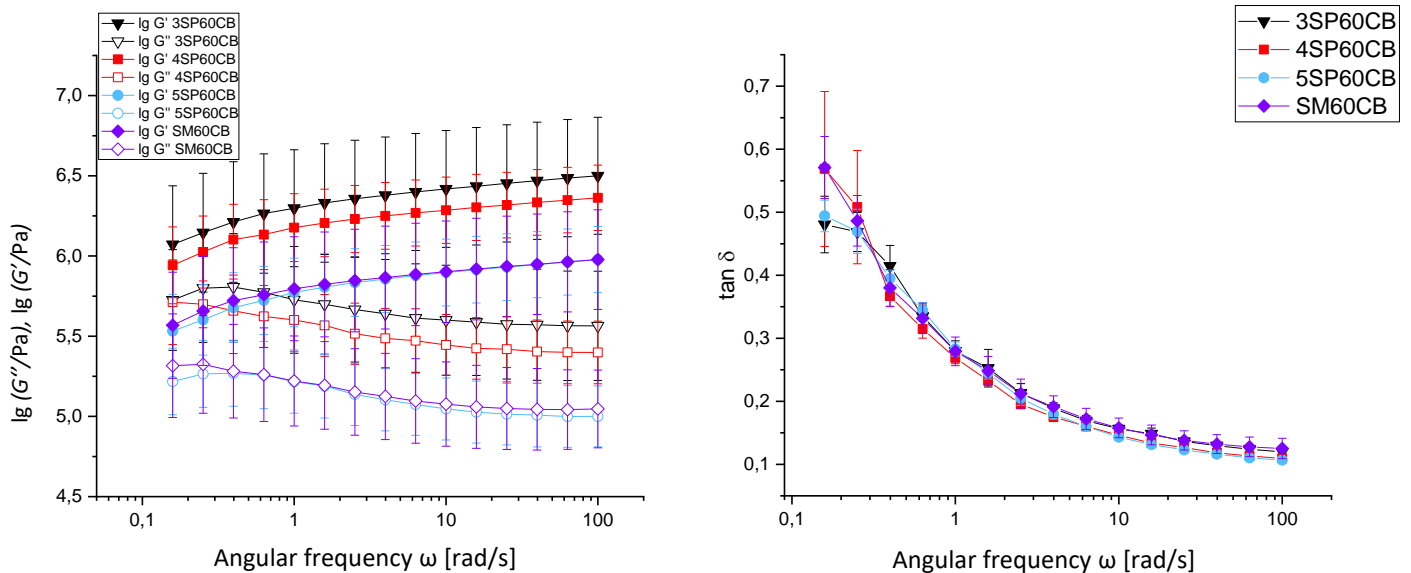 lg G' 3SP60CB
lg G'' 3SP60CB
lg G' 4SP60CB
lg G'' 4SP60CB
lg G' 5SP60CB
lg G'' 5SP60CB
lg G' SM60CB
lg G'' SM60CB
7,0
6,5
6,0
5,5
5,0
4,5
lg (G''/Pa), lg (G'/Pa)
0,1
1
10
100
Angular frequency ω [rad/s]
3SP60CB
4SP60CB
5SP60CB
SM60CB
0,7
0,6
0,5
0,4
0,3
0,2
0,1
tan δ
0,1
1
10
100
Angular frequency ω [rad/s]